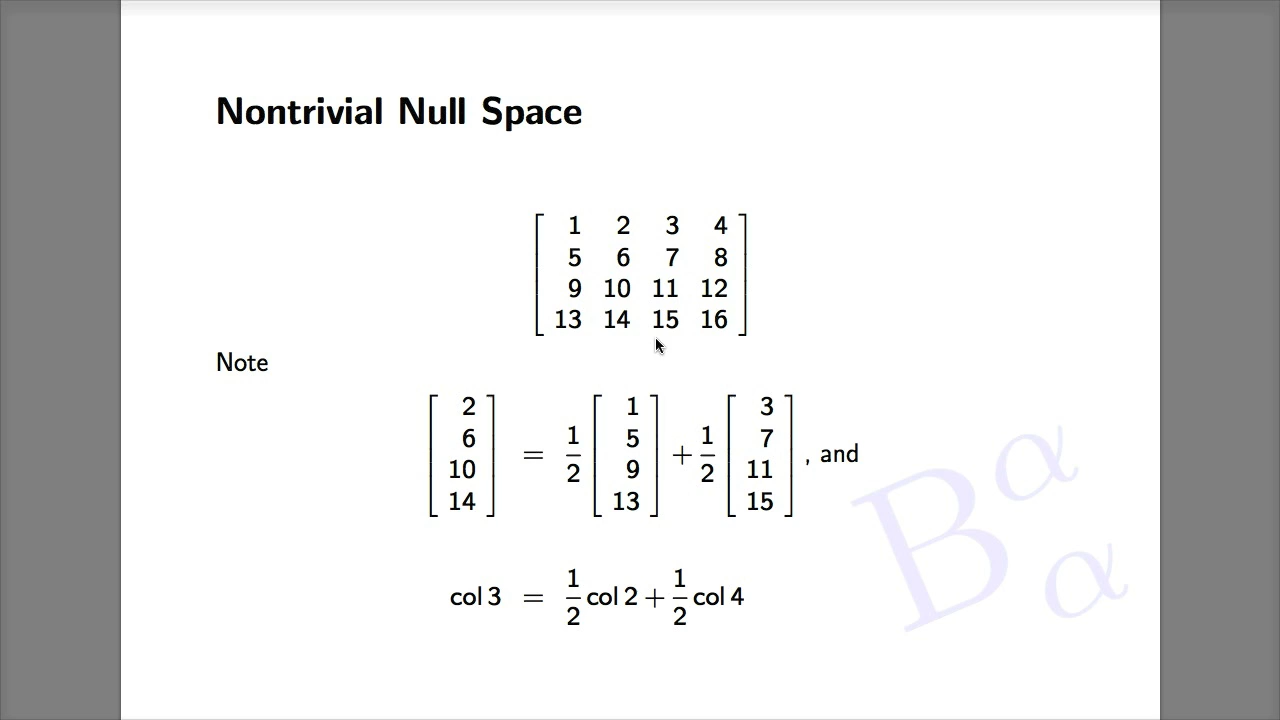 Nontrivial Null Space
1 2 3 4
5 6 7 8
9 10 11 12
13 14 15 16
Note
[2 6 10 14] = 1/2 [1 5 9 13] + 1/2 [3 7 11 15], and
col 3 = 1/2 col 2 + 1/2 col 4
B α α